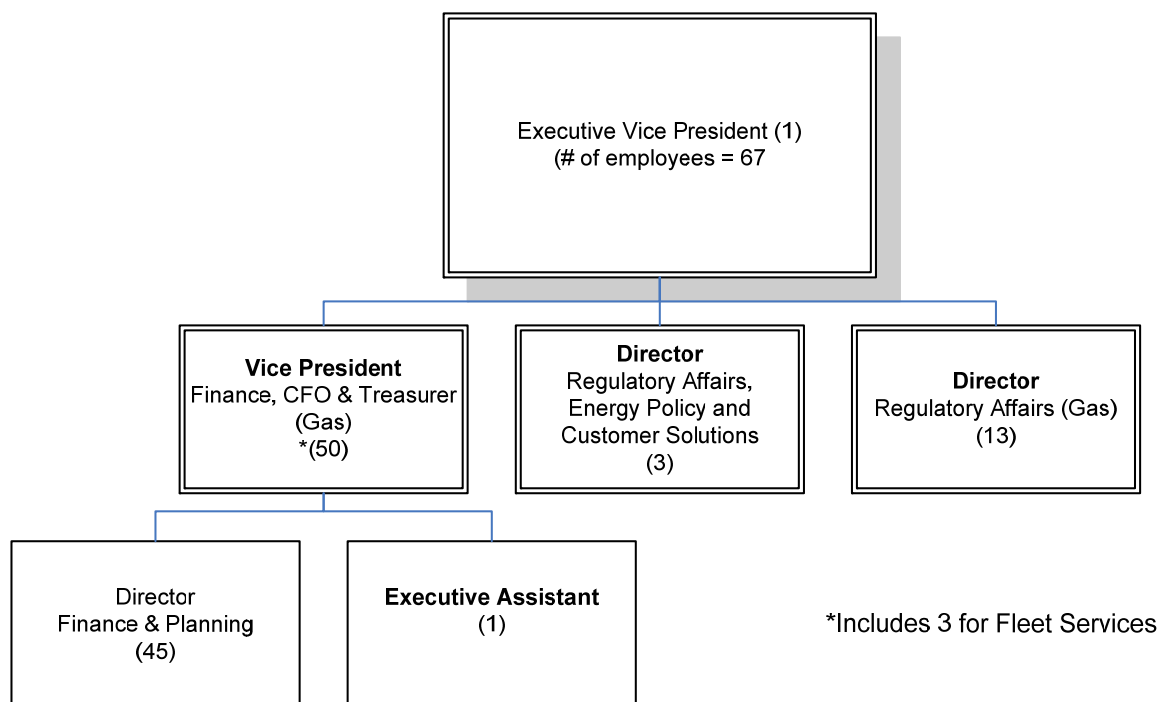 Executive Vice President (1)
(# of employees = 67
Vice President
Finance, CFO & Treasurer
(Gas)
*(50)
Director
Regulatory Affairs,
Energy Policy and
Customer Solutions
(3)
Director
Regulatory Affairs (Gas)
(13)
Director
Finance & Planning
(45)
Executive Assistant
(1)
*Includes 3 for Fleet Services